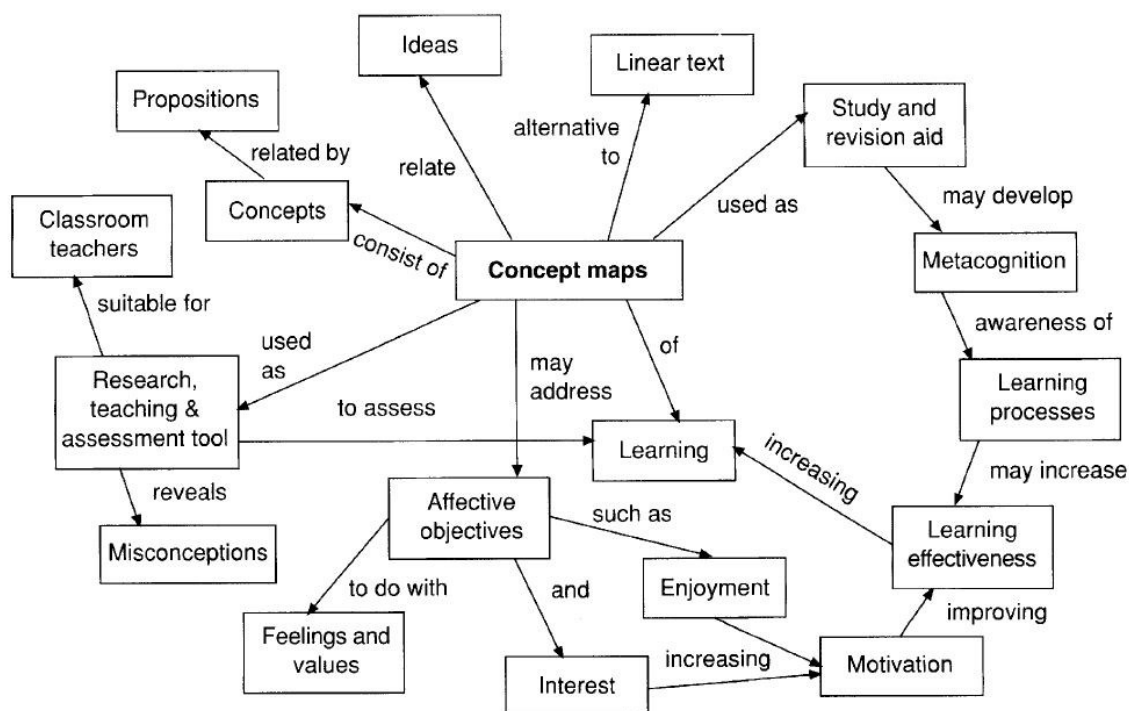 Ideas
Linear text
Propositions
alternative
to
Study and
revision aid
related by
relate
Concepts
used as
may develop
Classroom
teachers
consist of
Concept maps
Metacognition
suitable for
used
as
may
address
of
awareness of
Research,
teaching &
assessment tool
to assess
Learning
processes
Learning
increasing
may increase
reveals
Affective
objectives
such as
Learning
effectiveness
Misconceptions
to do with
and
Enjoyment
improving
Feelings and
values
Interest
increasing
Motivation